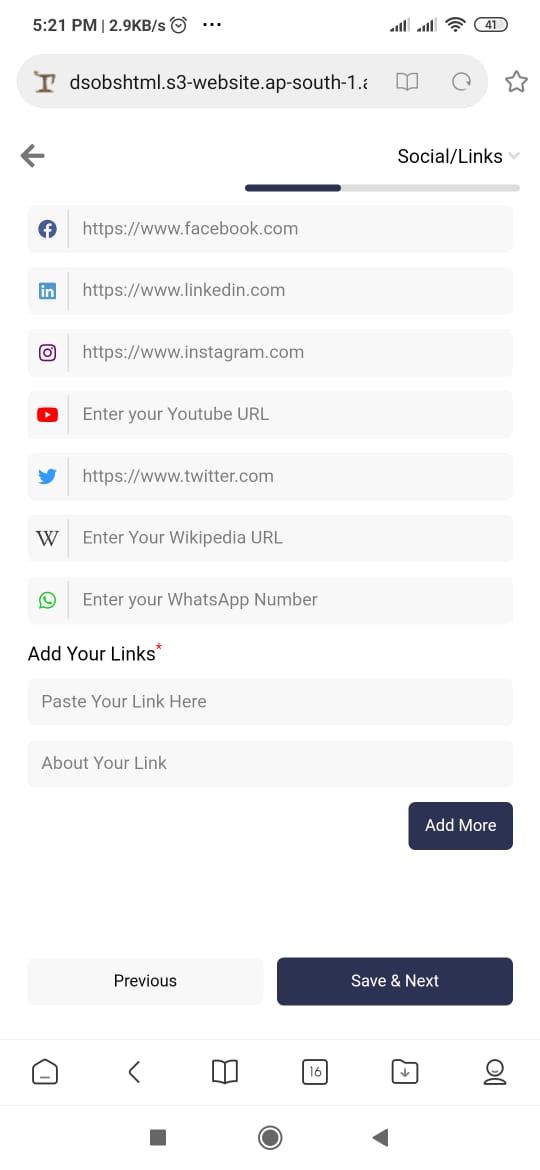 5:21 PM | 2.9KB/s
41
dsobshtml.s3-website.ap-south-1.a
Social/Links
https://www.facebook.com
https://www.linkedin.com
https://www.instagram.com
Enter your Youtube URL
https://www.twitter.com
W Enter Your Wikipedia URL
Enter your WhatsApp Number
Add Your Links*
Paste Your Link Here
About Your Link
Add More
Previous
Save & Next
16